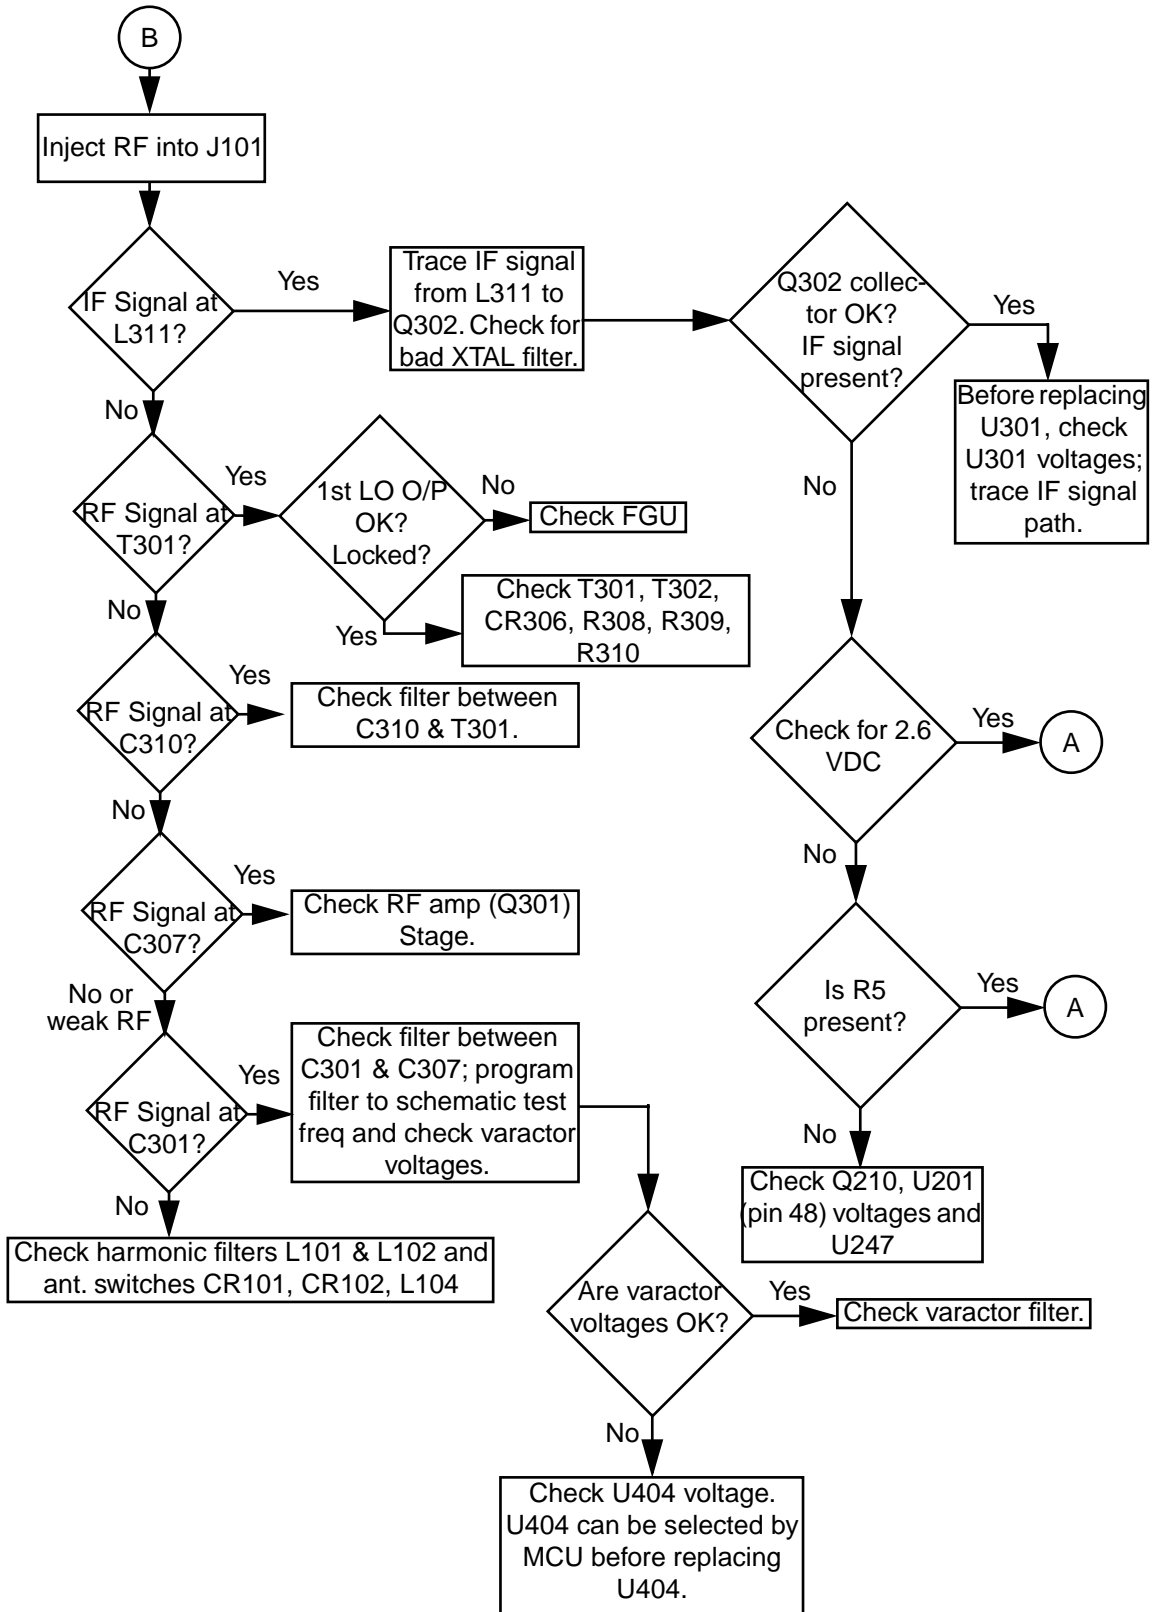 B
Inject RF into J101
IF Signal at
L311?
Yes
Trace IF signal
from L311 to
Q302. Check for
bad XTAL filter.
Q302 collec-
tor OK?
IF signal
present?
Yes
Before replacing
U301, check
U301 voltages;
trace IF signal
path.
No
No
RF Signal at
T301?
Yes
1st LO O/P
OK?
Locked?
No
Check FGU
Yes
Check T301, T302,
CR306, R308, R309,
R310
No
RF Signal at
C310?
Yes
Check filter between
C310 & T301.
Check for 2.6
VDC
Yes
A
No
No
RF Signal at
C307?
Yes
Check RF amp (Q301)
Stage.
Is R5
present?
Yes
A
No or
weak RF
RF Signal at
C301?
Yes
Check filter between
C301 & C307; program
filter to schematic test
freq and check varactor
voltages.
No
Check Q210, U201
(pin 48) voltages and
U247
No
Check harmonic filters L101 & L102 and
ant. switches CR101, CR102, L104
Are varactor
voltages OK?
Yes
Check varactor filter.
No
Check U404 voltage.
U404 can be selected by
MCU before replacing
U404.